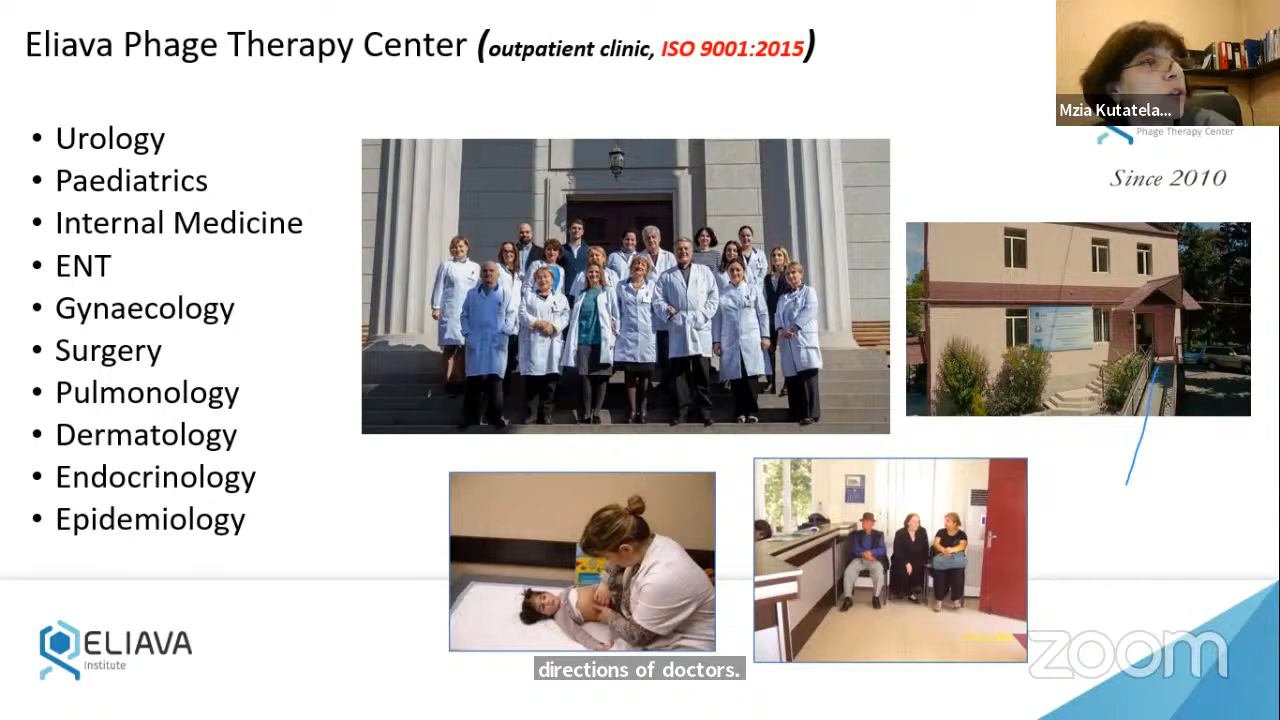 Eliava Phage Therapy Center (outpatient clinic, ISO 9001:2015)
Mzia Kutatela...
Phage Therapy Center
Since 2010
• Urology
• Paediatrics
• Internal Medicine
• ENT
• Gynaecology
• Surgery
• Pulmonology
• Dermatology
• Endocrinology
• Epidemiology
ELIAVA
Institute
directions of doctors.
zoom